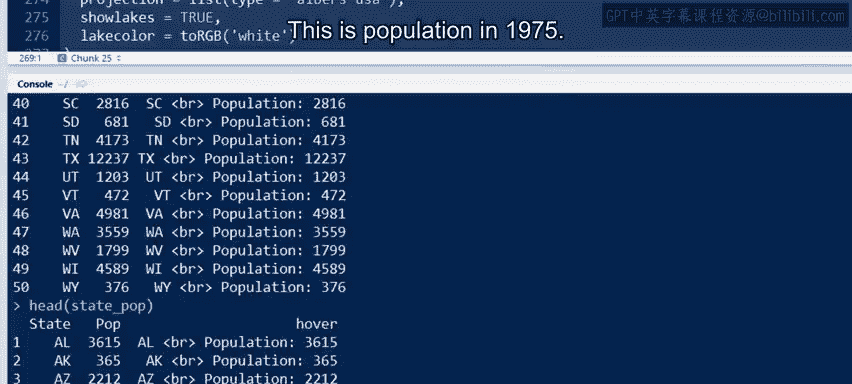 GPT中英字幕课程资源@bilibili.com
274 projection = list(type = 'albers usa'),
275 showlakes = TRUE,
276 lakecolor = toRGB('white')
This is population in 1975.
277 )
269:1 Chunk 25
Console ~/
40 SC 2816 SC <br> Population: 2816
41 SD 681 SD <br> Population: 681
42 TN 4173 TN <br> Population: 4173
43 TX 12237 TX <br> Population: 12237
44 UT 1203 UT <br> Population: 1203
45 VT 472 VT <br> Population: 472
46 VA 4981 VA <br> Population: 4981
47 WA 3559 WA <br> Population: 3559
48 WV 1799 WV <br> Population: 1799
49 WI 4589 WI <br> Population: 4589
50 WY 376 WY <br> Population: 376
> head(state_pop)
State Pop hover
1 AL 3615 AL <br> Population: 3615
2 AK 365 AK <br> Population: 365
3 AZ 2212 AZ <br> Population: 2212